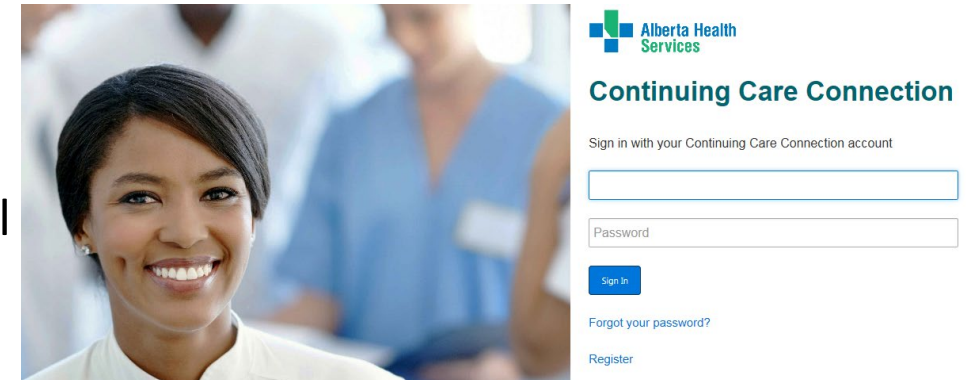 Alberta Health
Services
Continuing Care Connection
Sign in with your Continuing Care Connection account
Password
Sign In
Forgot your password?
Register